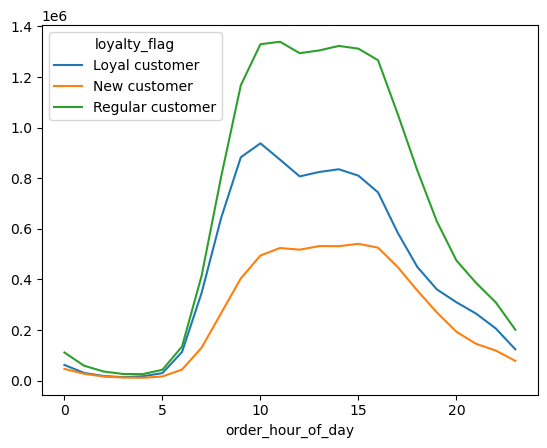 1e6
1.4
1.2
1.0
0.8
0.6
0.4
0.2
0.0
loyalty_flag
Loyal customer
New customer
Regular customer
0 5 10 15 20
order_hour_of_day